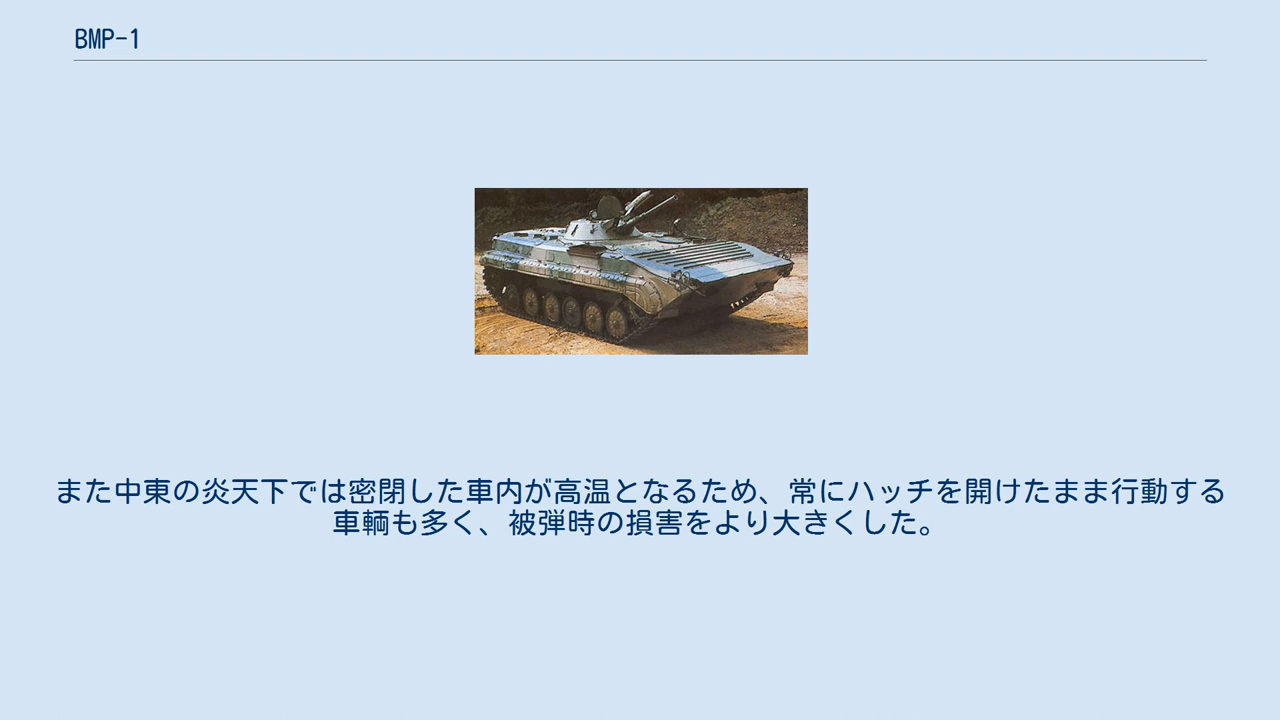 BMP-1
また中東の炎天下では密閉した車内が高温となるため、常にハッチを開けたまま行動する
車輌も多く、被弾時の損害をより大きくした。